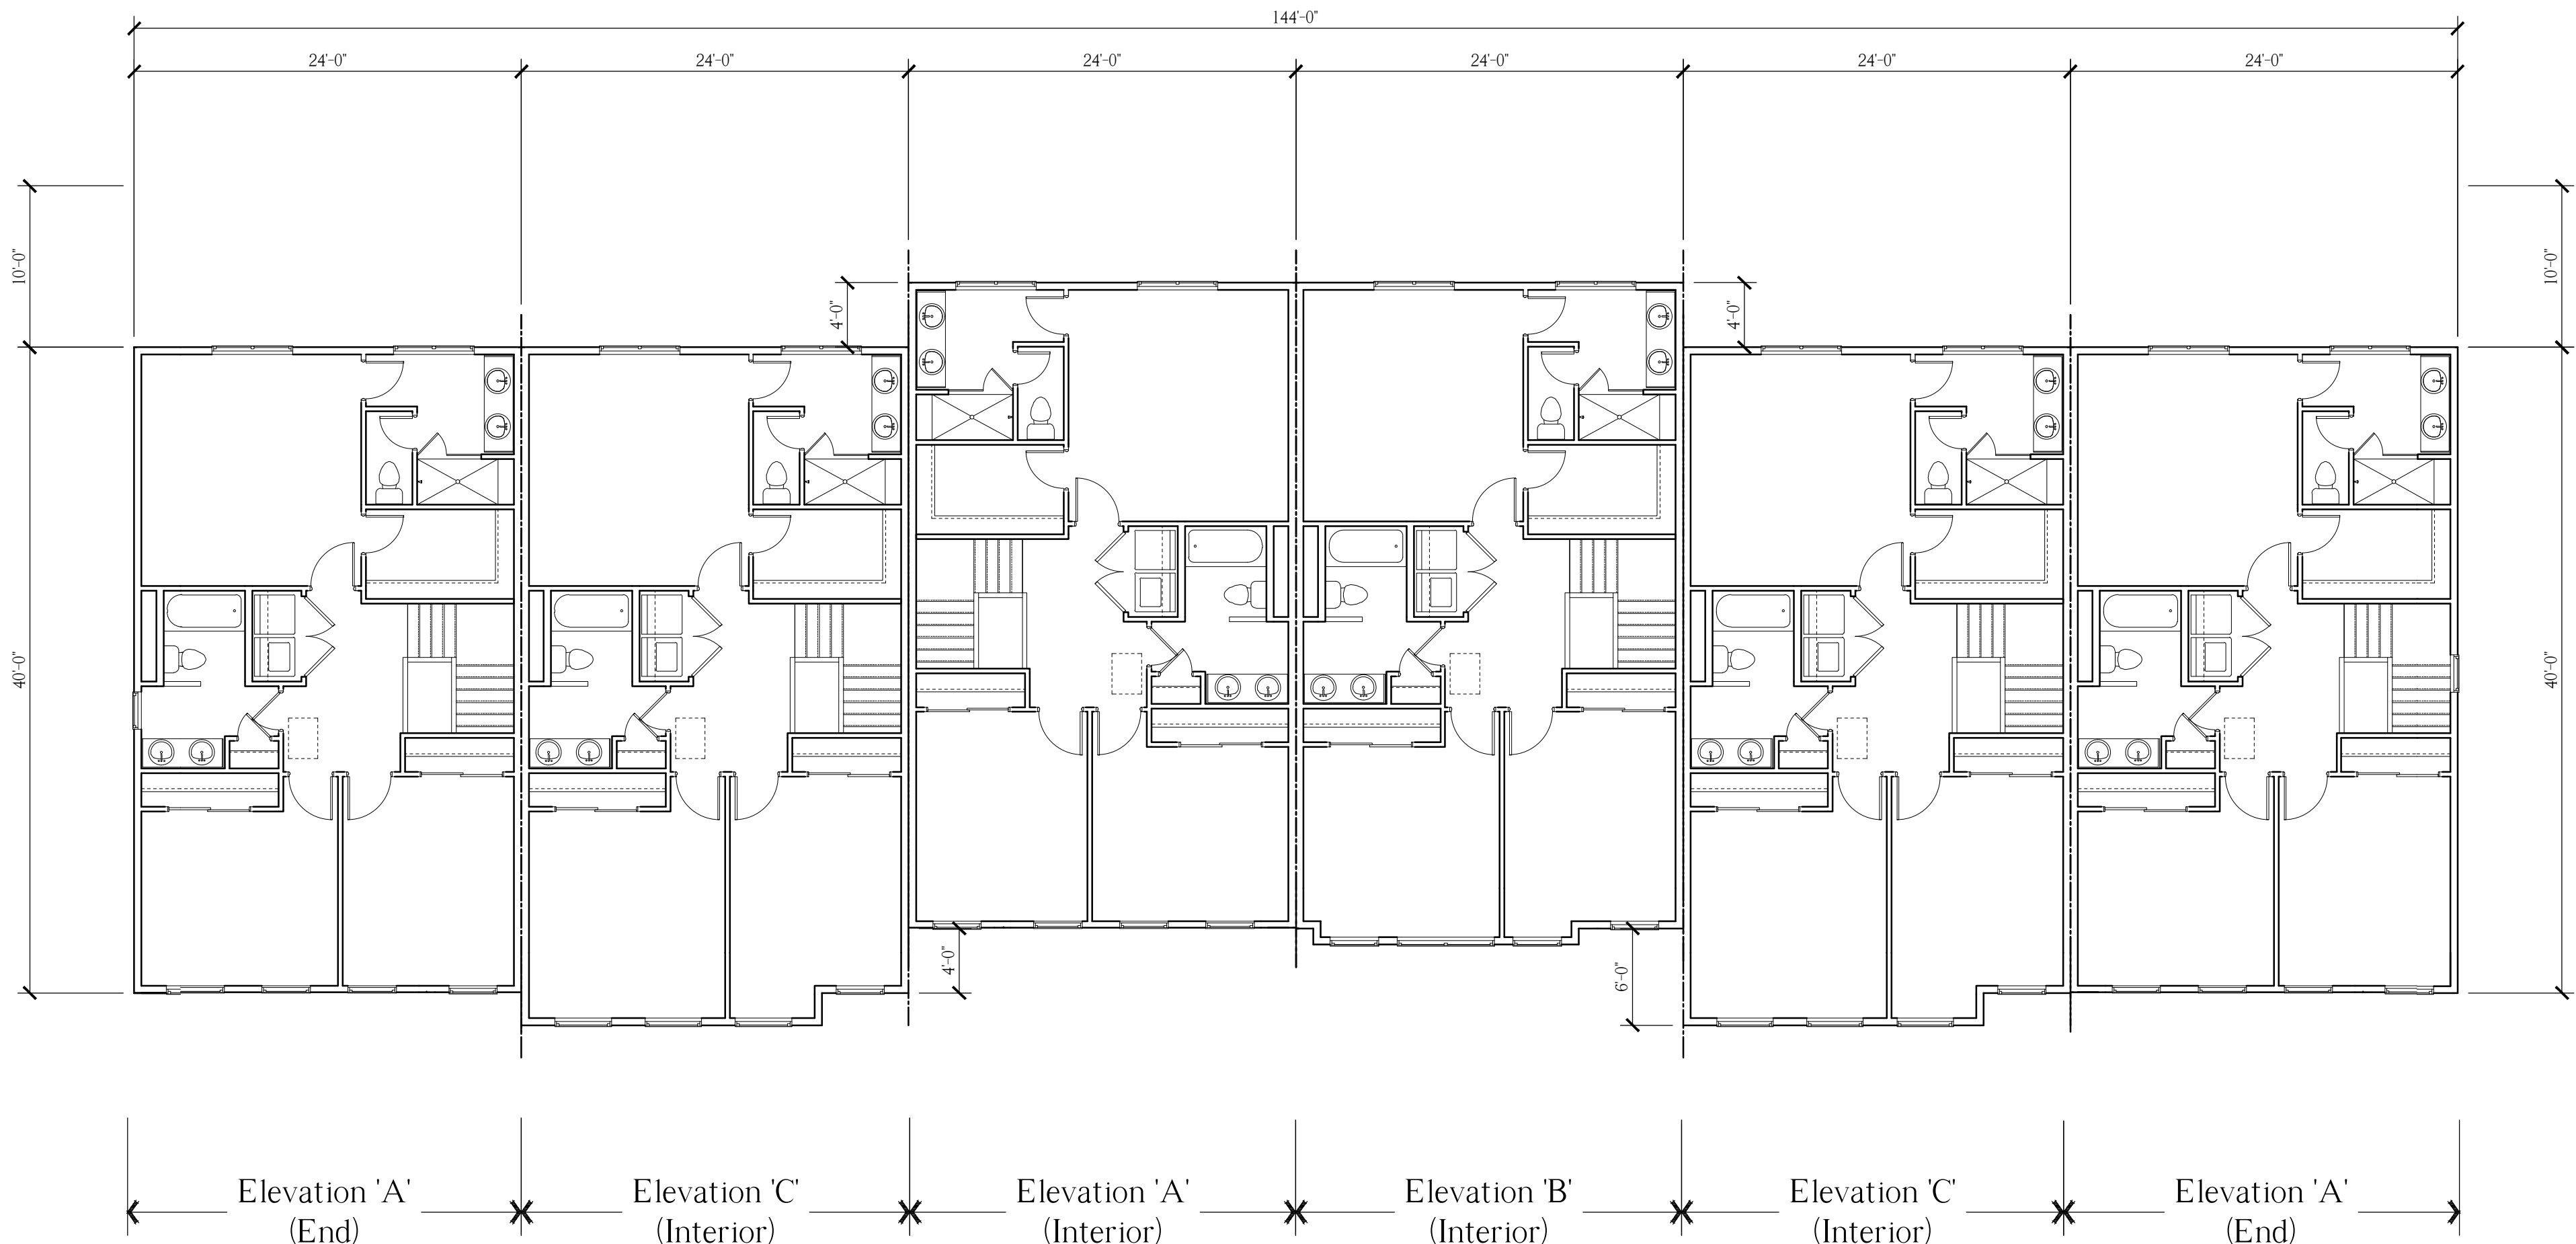 144'-0"
24'-0"
24'-0"
24'-0"
24'-0"
24'-0"
24'-0"
10'-0"
10'-0"
4'-0"
4'-0"
40'-0"
40'-0"
4'-0"
6'-0"
Elevation 'A'
(End)
Elevation 'C'
(Interior)
Elevation 'A'
(Interior)
Elevation 'B'
(Interior)
Elevation 'C'
(Interior)
Elevation 'A'
(End)